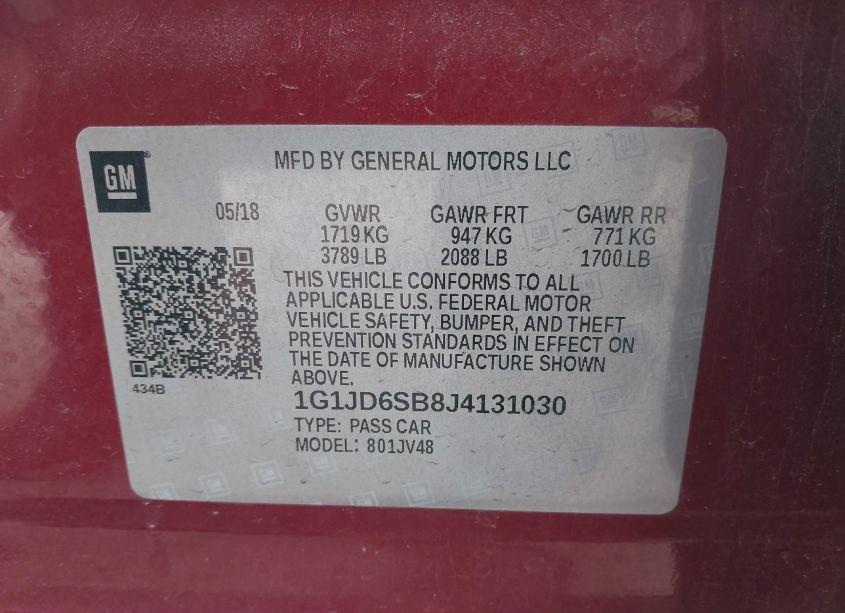 GM
MFD BY GENERAL MOTORS LLC
05/18 GVWR GAWR FRT GAWR RR
1719 KG 947 KG 771 KG
3789 LB 2088 LB 1700 LB
THIS VEHICLE CONFORMS TO ALL
APPLICABLE U.S. FEDERAL MOTOR
VEHICLE SAFETY, BUMPER, AND THEFT
PREVENTION STANDARDS IN EFFECT ON
THE DATE OF MANUFACTURE SHOWN
ABOVE.
434B
1G1JD6SB8J4131030
TYPE: PASS CAR
MODEL: 801JV48